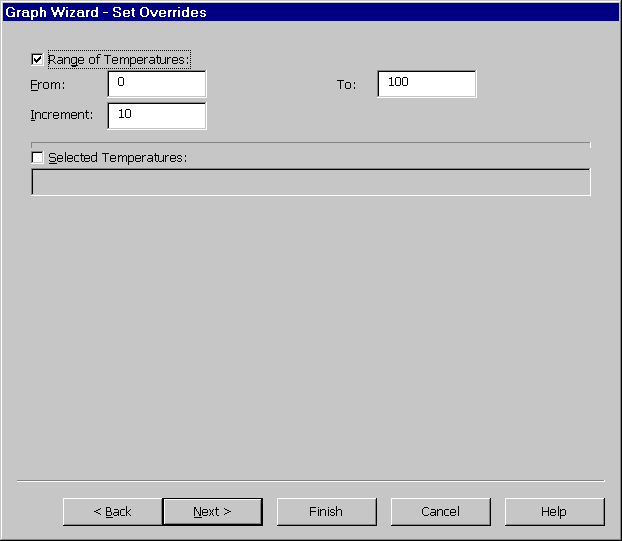 Graph Wizard - Set Overrides
Range of Temperatures:
From: 0 To: 100
Increment: 10
Selected Temperatures:
< Back Next > Finish Cancel Help